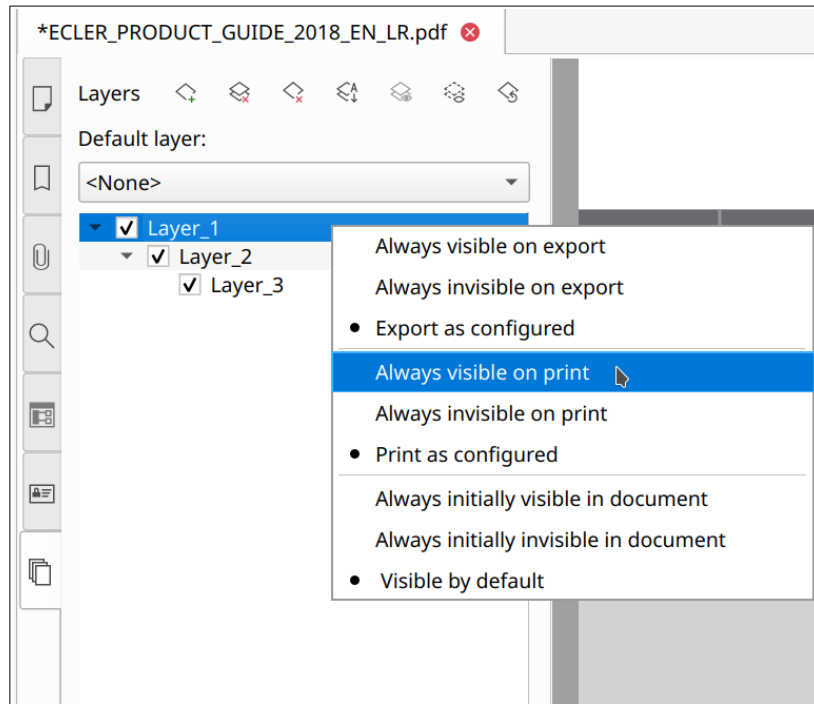 *ECLER_PRODUCT_GUIDE_2018_EN_LR.pdf
Layers
Default layer:
<None>
Layer_1
Layer_2
Layer_3
Always visible on export
Always invisible on export
Export as configured
Always visible on print
Always invisible on print
Print as configured
Always initially visible in document
Always initially invisible in document
Visible by default